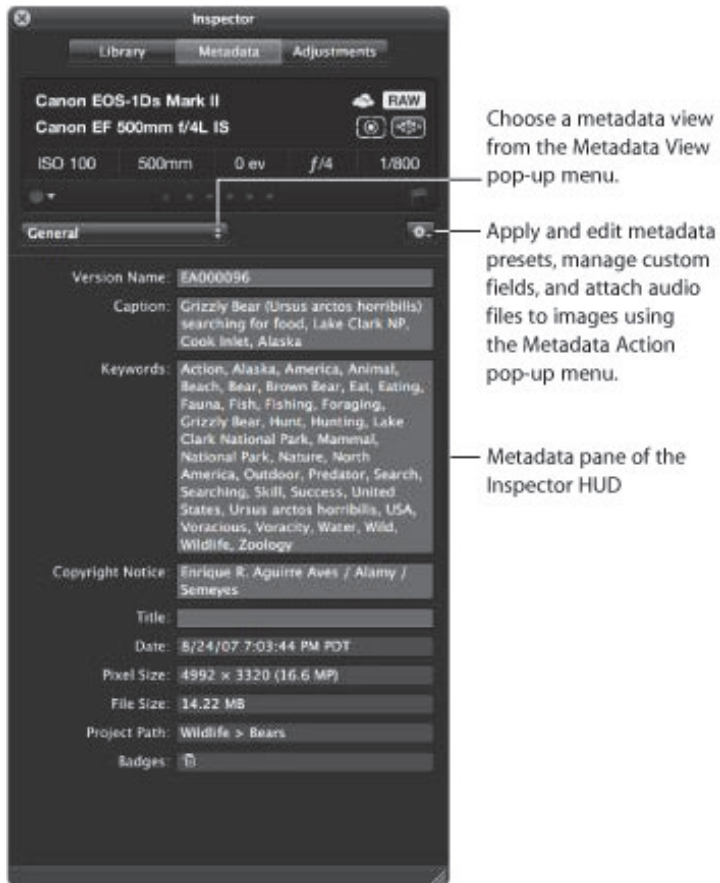 Inspector
Library Metadata Adjustments
Canon EOS-1Ds Mark II RAW
Canon EF 500mm f/4L IS
ISO 100 500mm 0 ev f/4 1/800
General
Version Name: EA000096
Caption: Grizzly Bear (Ursus arctos horribilis)
searching for food, Lake Clark NP,
Cook Inlet, Alaska
Keywords: Action, Alaska, America, Animal,
Beach, Bear, Brown Bear, Eat, Eating,
Fauna, Fish, Fishing, Foraging,
Grizzly Bear, Hunt, Hunting, Lake
Clark National Park, Mammal,
National Park, Nature, North
America, Outdoor, Predator, Search,
Searching, Skill, Success, United
States, Ursus arctos horribilis, USA,
Voracious, Voracity, Water, Wild,
Wildlife, Zoology
Copyright Notice: Enrique R. Aguirre Aves / Alamy /
Semeyes
Title:
Date: 8/24/07 7:03:44 PM PDT
Pixel Size: 4992 × 3320 (16.6 MP)
File Size: 14.22 MB
Project Path: Wildlife > Bears
Badges:
Choose a metadata view
from the Metadata View
pop-up menu.
Apply and edit metadata
presets, manage custom
fields, and attach audio
files to images using
the Metadata Action
pop-up menu.
Metadata pane of the
Inspector HUD